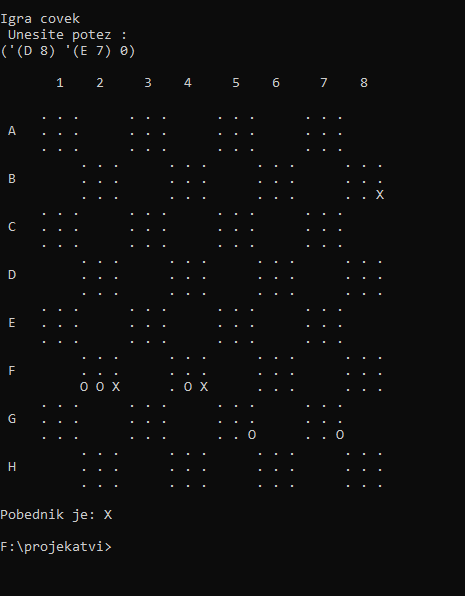 Igra covek
 Unesite potez :
('(D 8) '(E 7) 0)
       1    2     3    4     5    6     7    8
     . . .      . . .      . . .      . . .
 A   . . .      . . .      . . .      . . .
     . . .      . . .      . . .      . . .
          . . .      . . .      . . .      . . .
 B        . . .      . . .      . . .      . . .
          . . .      . . .      . . .      . . X
     . . .      . . .      . . .      . . .
 C   . . .      . . .      . . .      . . .
     . . .      . . .      . . .      . . .
          . . .      . . .      . . .      . . .
 D        . . .      . . .      . . .      . . .
          . . .      . . .      . . .      . . .
     . . .      . . .      . . .      . . .
 E   . . .      . . .      . . .      . . .
     . . .      . . .      . . .      . . .
          . . .      . . .      . . .      . . .
 F        . . .      . . .      . . .      . . .
          O O X      . O X      . . .      . . .
     . . .      . . .      . . .      . . .
 G   . . .      . . .      . . .      . . .
     . . .      . . .      . . O      . . O
          . . .      . . .      . . .      . . .
 H        . . .      . . .      . . .      . . .
          . . .      . . .      . . .      . . .
Pobednik je: X
F:\projekatvi>